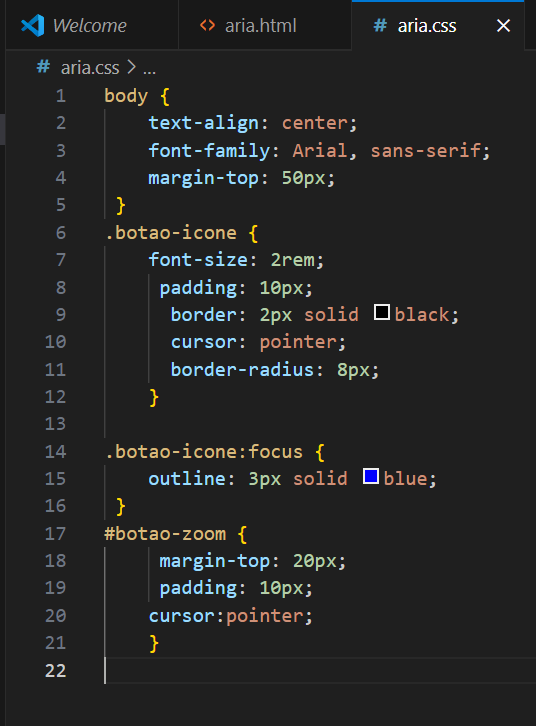 Welcome aria.html # aria.css
# aria.css > ...
1 body {
2 text-align: center;
3 font-family: Arial, sans-serif;
4 margin-top: 50px;
5 }
6 .botao-icone {
7 font-size: 2rem;
8 padding: 10px;
9 border: 2px solid black;
10 cursor: pointer;
11 border-radius: 8px;
12 }
13
14 .botao-icone:focus {
15 outline: 3px solid blue;
16 }
17 #botao-zoom {
18 margin-top: 20px;
19 padding: 10px;
20 cursor:pointer;
21 }
22